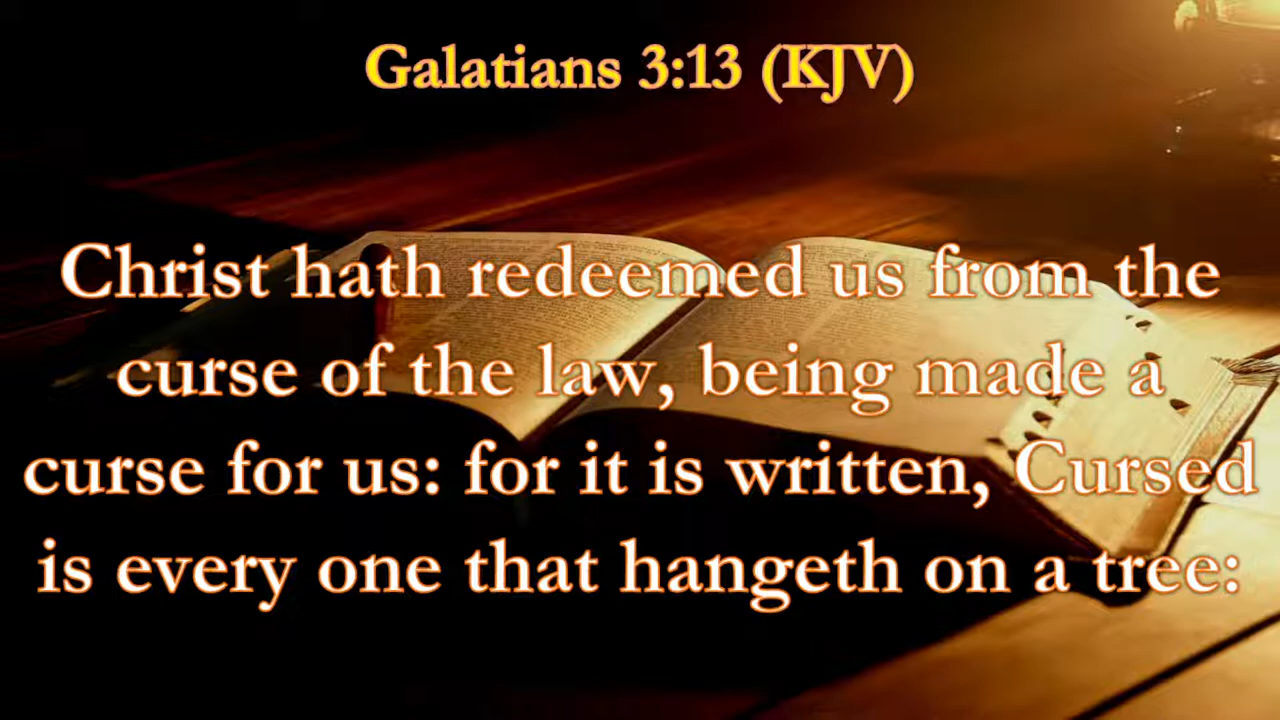 Galatians 3:13 (KJV)
Christ hath redeemed us from the
curse of the law, being made a
curse for us: for it is written, Cursed
is every one that hangeth on a tree: